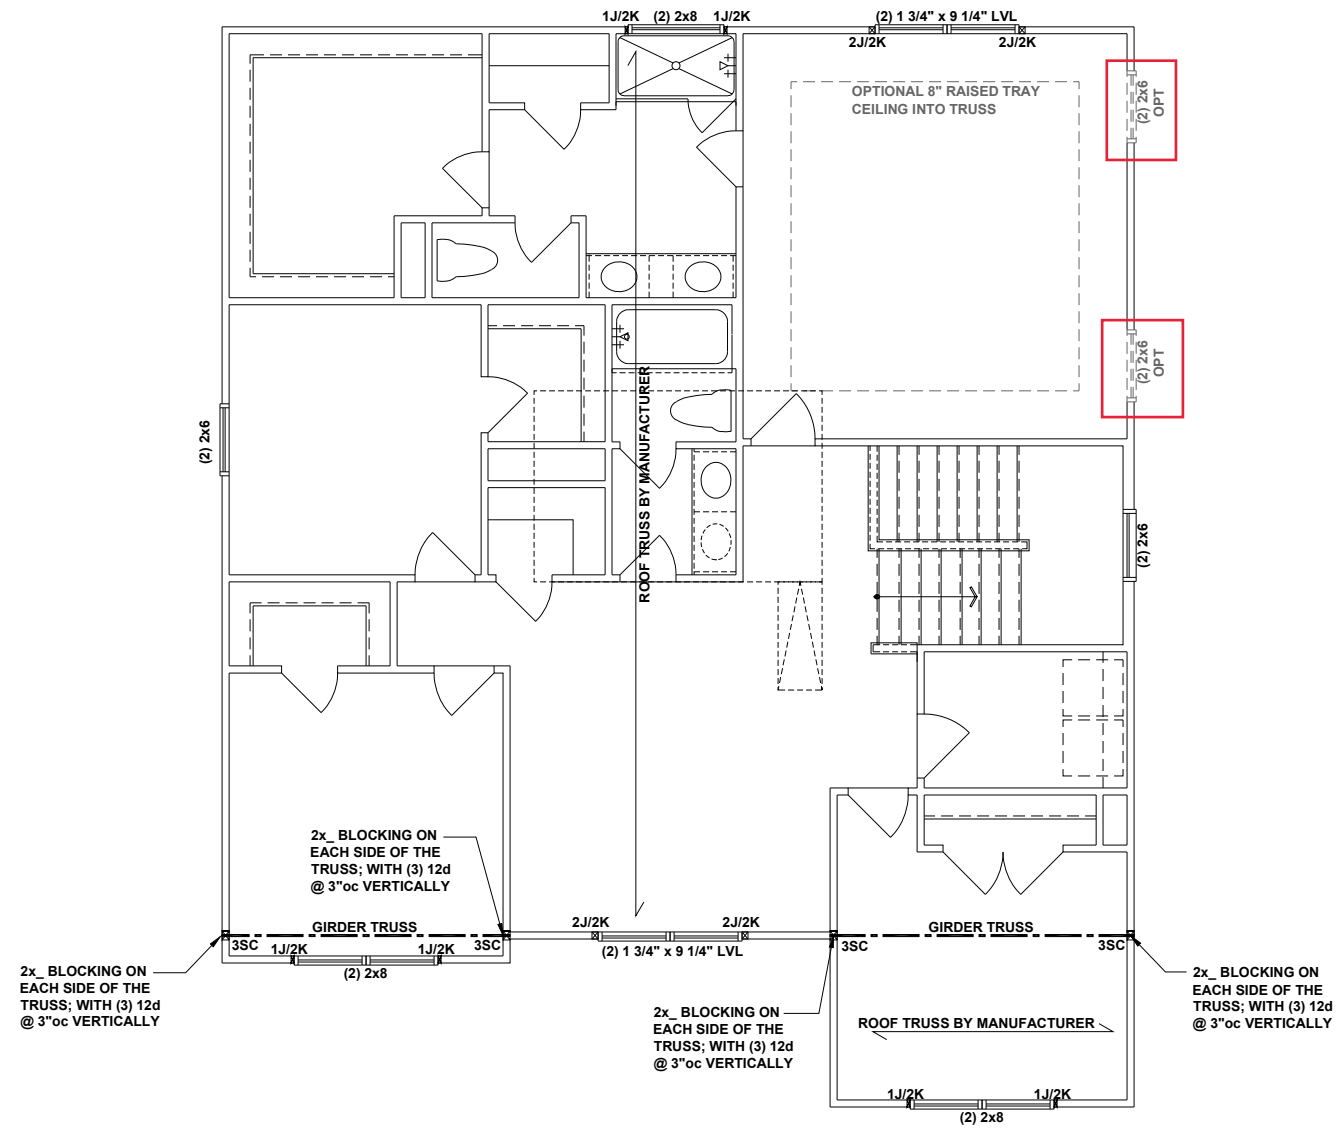 1J/2K
(2) 2x8
1J/2K
(2) 1 3/4" x 9 1/4" LVL
2J/2K
2J/2K
OPTIONAL 8" RAISED TRAY
CEILING INTO TRUSS
(2) 2x6
OPT
(2) 2x6
OPT
(2) 2x6
ROOF TRUSS BY MANUFACTURER
(2) 2x6
2x_ BLOCKING ON
EACH SIDE OF THE
TRUSS; WITH (3) 12d
@ 3"oc VERTICALLY
GIRDER TRUSS
3SC
3SC
1J/2K
1J/2K
(2) 2x8
2J/2K
2J/2K
(2) 1 3/4" x 9 1/4" LVL
GIRDER TRUSS
3SC
3SC
2x_ BLOCKING ON
EACH SIDE OF THE
TRUSS; WITH (3) 12d
@ 3"oc VERTICALLY
2x_ BLOCKING ON
EACH SIDE OF THE
TRUSS; WITH (3) 12d
@ 3"oc VERTICALLY
2x_ BLOCKING ON
EACH SIDE OF THE
TRUSS; WITH (3) 12d
@ 3"oc VERTICALLY
ROOF TRUSS BY MANUFACTURER
1J/2K
1J/2K
(2) 2x8